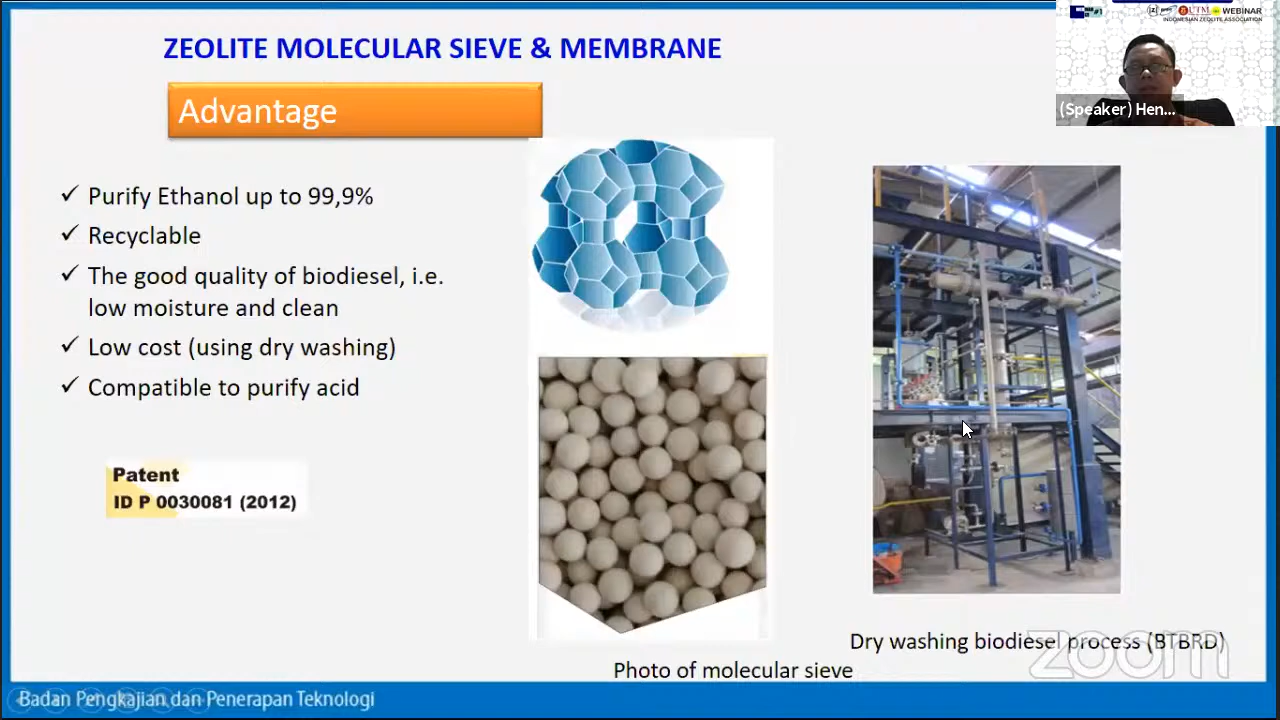 ZEOLITE MOLECULAR SIEVE & MEMBRANE
WEBINAR
INDONESIAN ZEOLITE ASSOCIATION
(Speaker) Hen...
Advantage
✓ Purify Ethanol up to 99,9%
✓ Recyclable
✓ The good quality of biodiesel, i.e.
low moisture and clean
✓ Low cost (using dry washing)
✓ Compatible to purify acid
Patent
ID P 0030081 (2012)
Dry washing biodiesel process (BTBRD)
Photo of molecular sieve
zoom
Badan Pengkajian dan Penerapan Teknologi